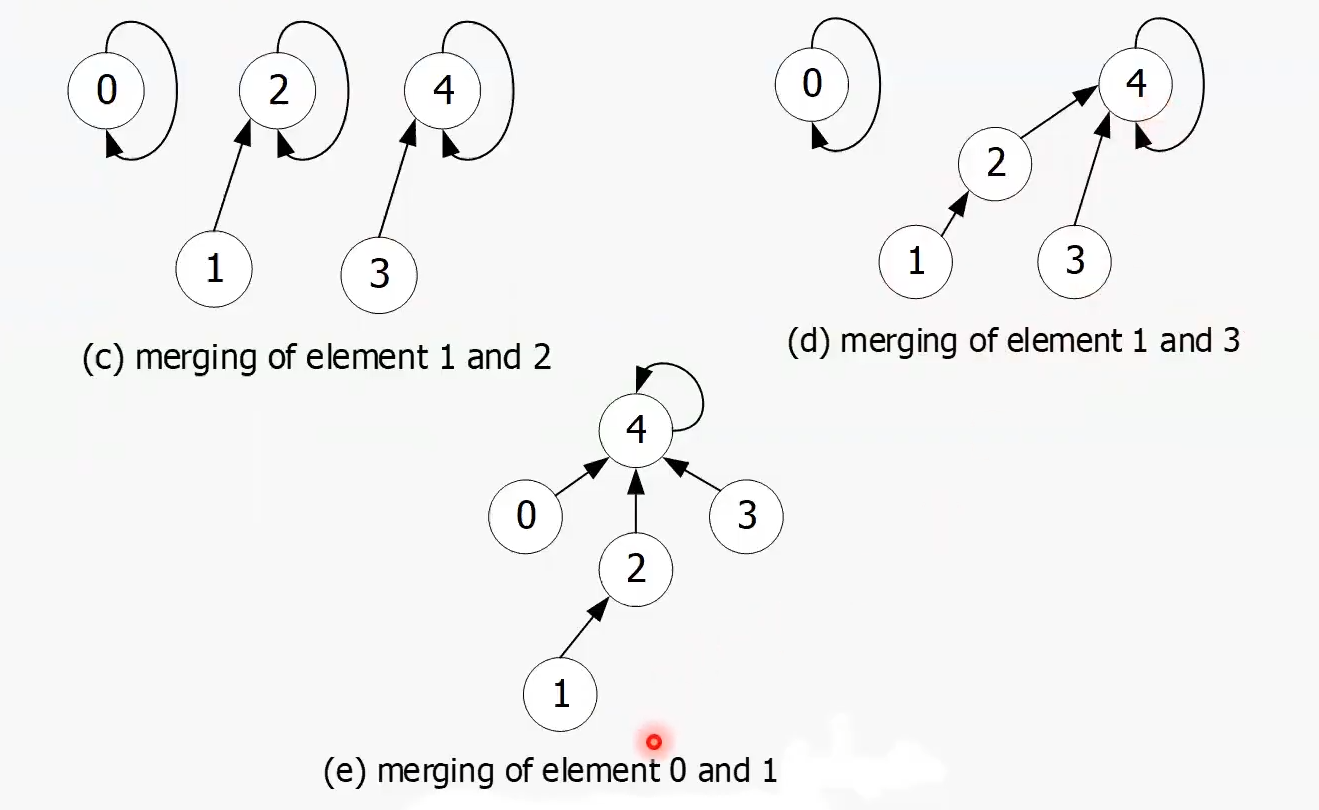 0 2 4
1 3
(c) merging of element 1 and 2
0 4
2
1 3
(d) merging of element 1 and 3
4
0 3
2
1
(e) merging of element 0 and 1